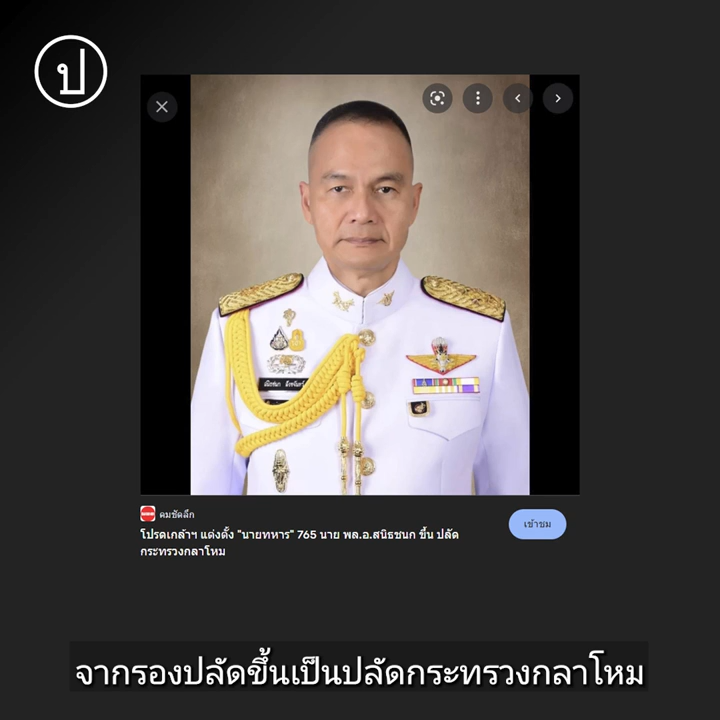 ป
คมชัดลึก
เข้าชม
โปรดเกล้าฯ แต่งตั้ง "นายทหาร" 765 นาย พล.อ.สนิธชนก ขึ้น ปลัด
กระทรวงกลาโหม
จากรองปลัดขึ้นเป็นปลัดกระทรวงกลาโหม